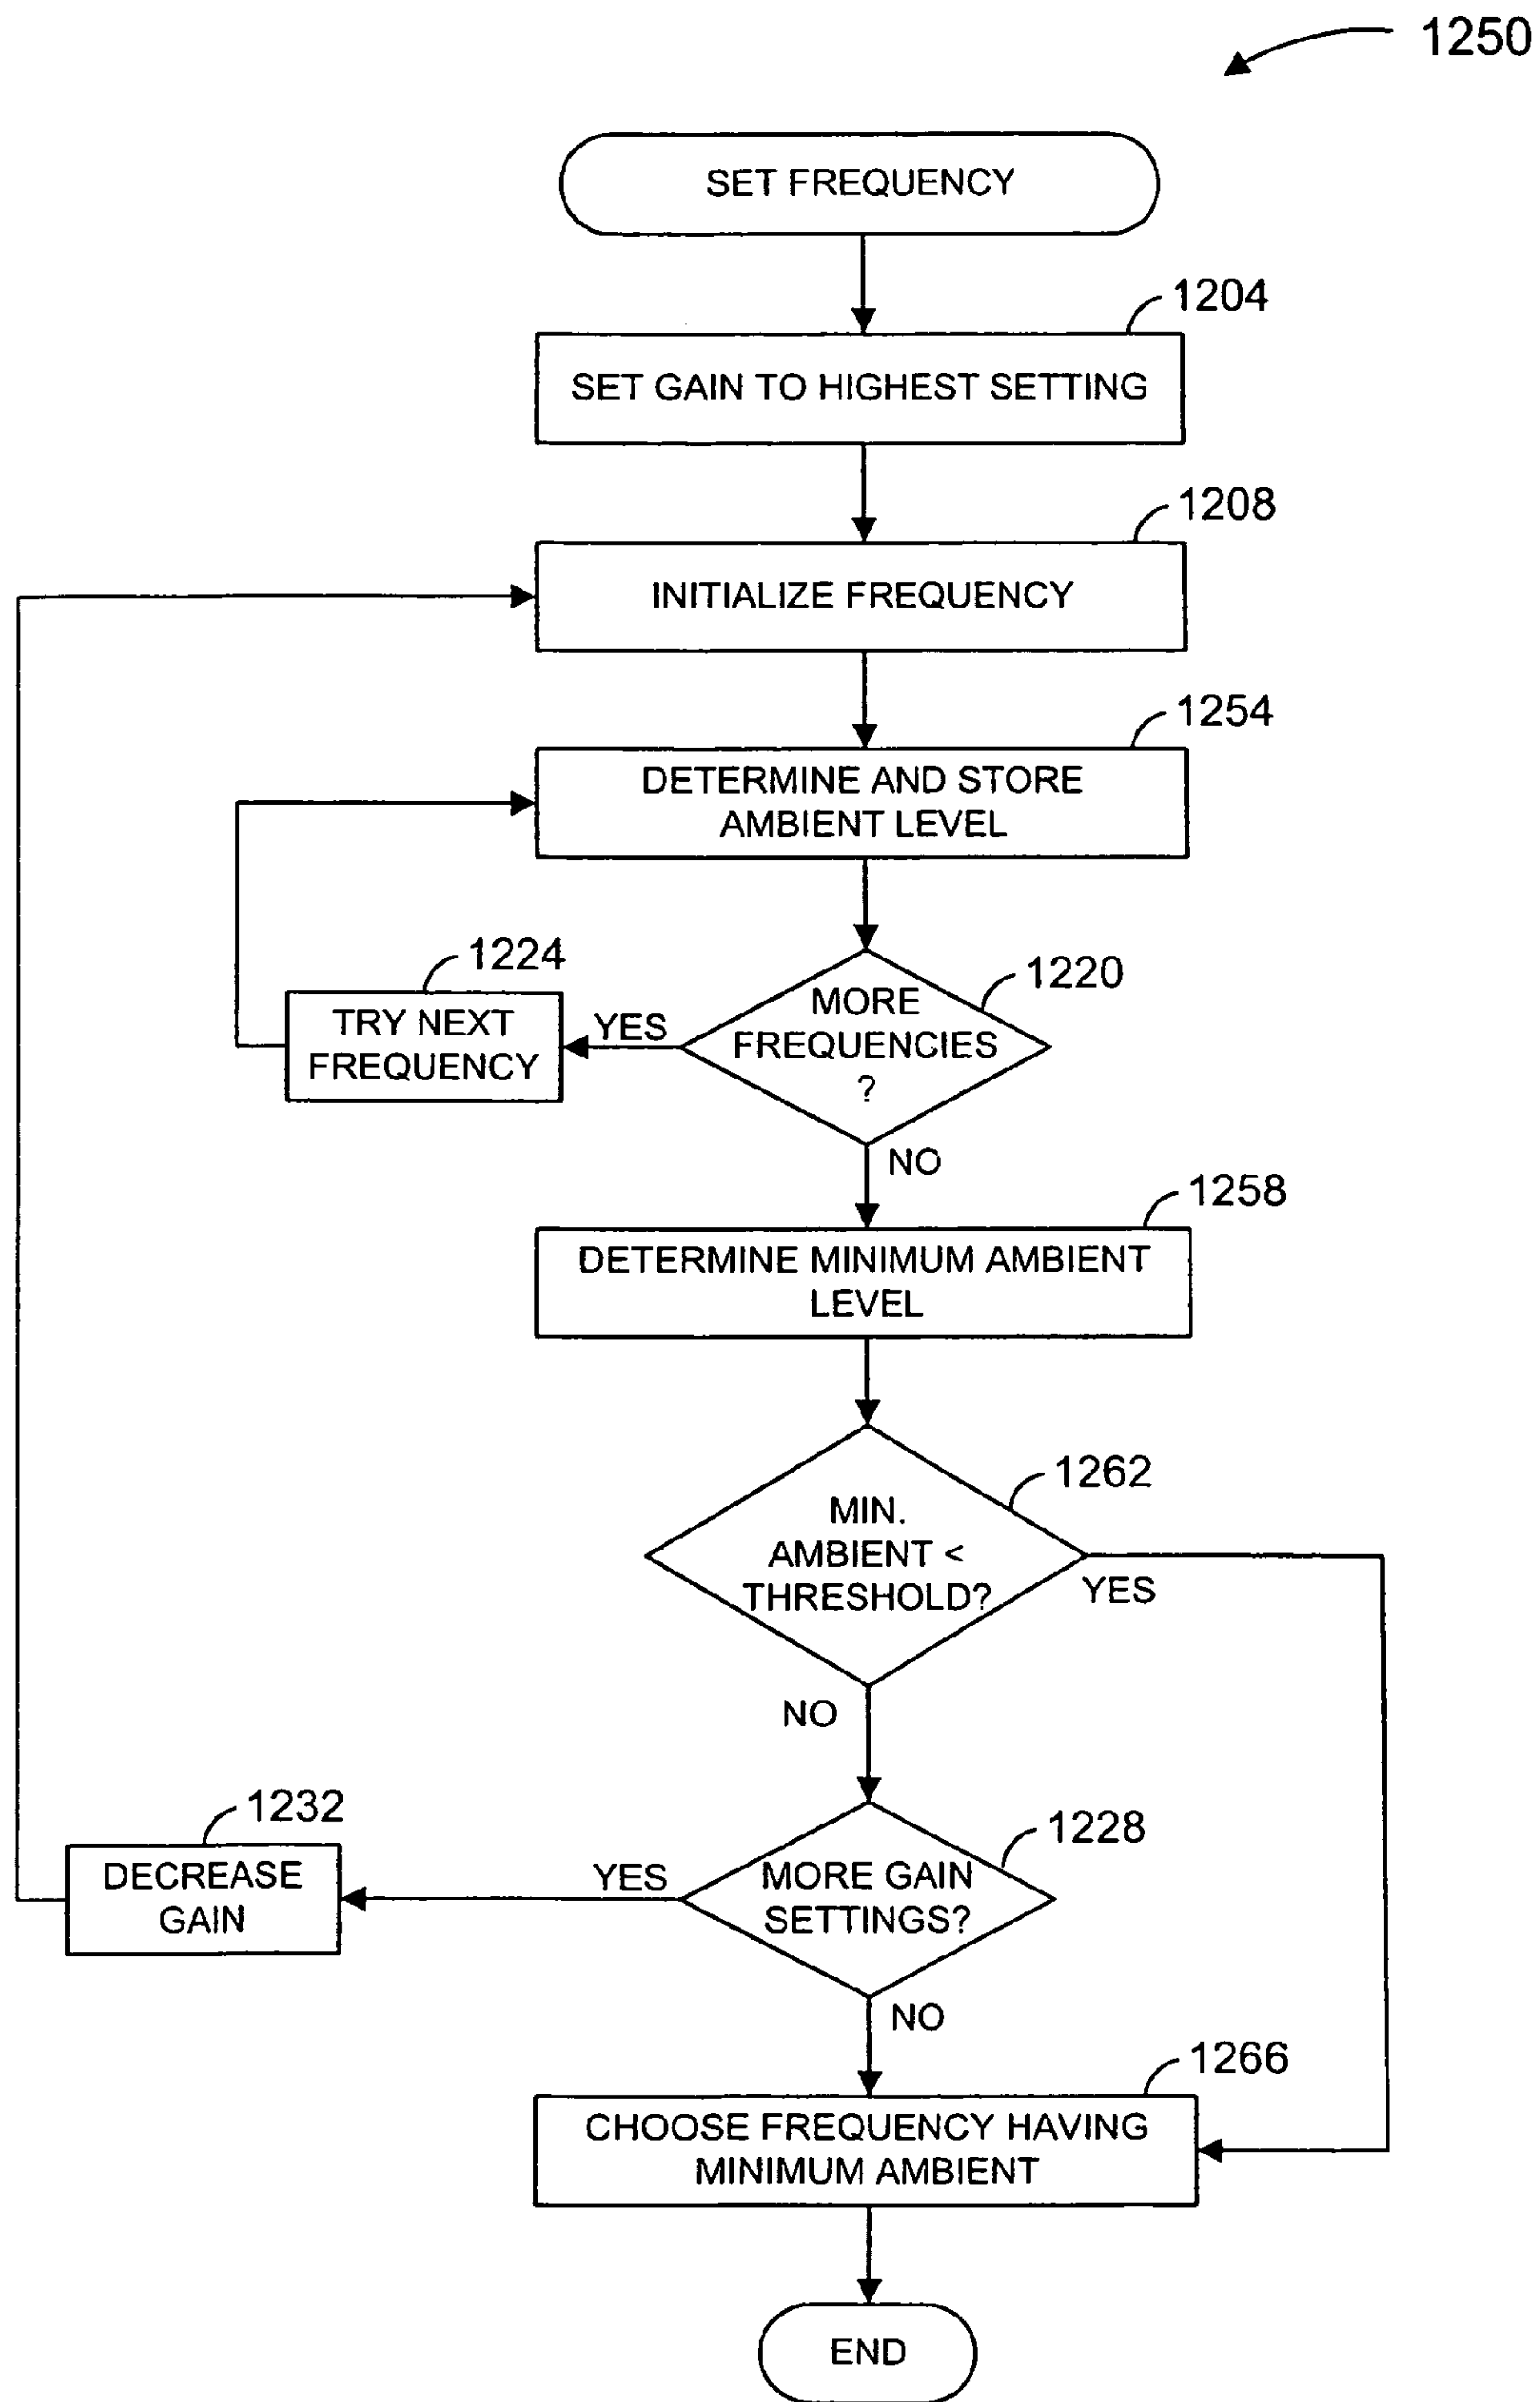 1250
SET FREQUENCY
1204
SET GAIN TO HIGHEST SETTING
1208
INITIALIZE FREQUENCY
1254
DETERMINE AND STORE
AMBIENT LEVEL
1224
1220
TRY NEXT
FREQUENCY
YES
MORE
FREQUENCIES
?
NO
1258
DETERMINE MINIMUM AMBIENT
LEVEL
1262
MIN.
AMBIENT <
THRESHOLD?
YES
NO
1232
1228
DECREASE
GAIN
YES
MORE GAIN
SETTINGS?
NO
1266
CHOOSE FREQUENCY HAVING
MINIMUM AMBIENT
END